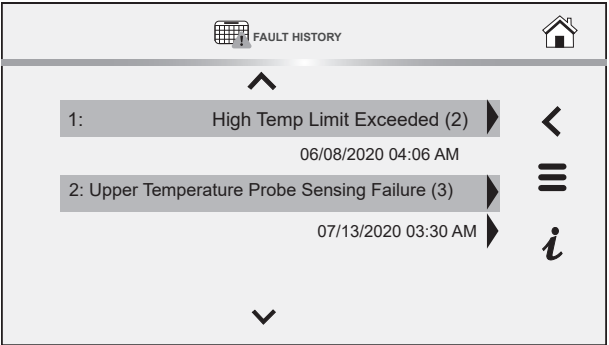 FAULT HISTORY
1: High Temp Limit Exceeded (2)
06/08/2020 04:06 AM
2: Upper Temperature Probe Sensing Failure (3)
07/13/2020 03:30 AM